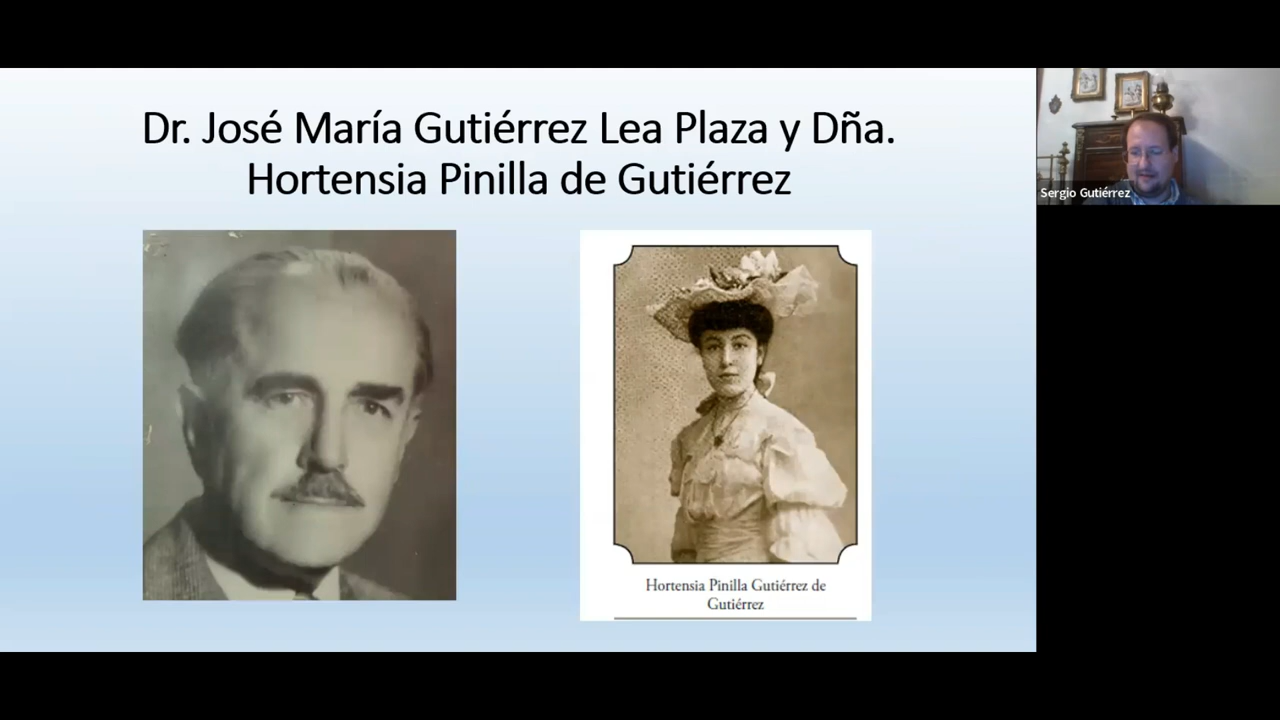 Dr. José María Gutiérrez Lea Plaza y Dña.
Hortensia Pinilla de Gutiérrez
Sergio Gutiérrez
Hortensia Pinilla Gutiérrez de
Gutiérrez